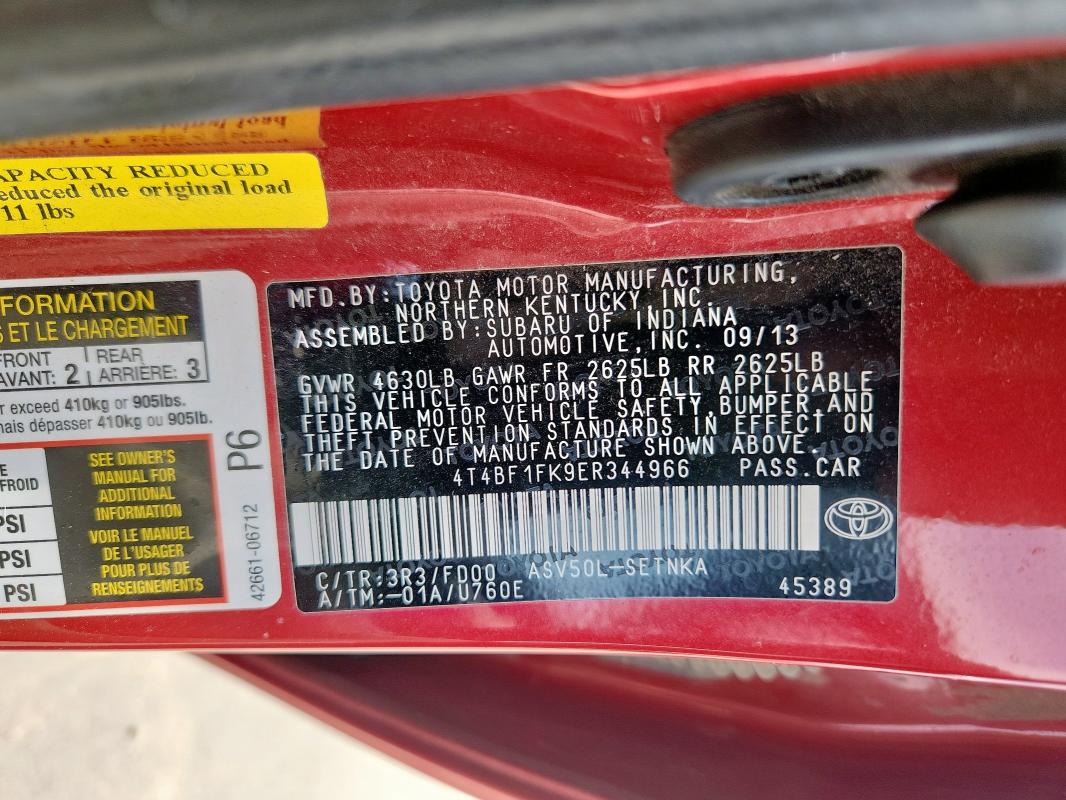 APACITY REDUCED
educed the original load
11 lbs
FORMATION
S ET LE CHARGEMENT
FRONT
AVANT: 2
REAR
ARRIÈRE: 3
r exceed 410kg or 905lbs.
mais dépasser 410kg ou 905lb.
E
FROID
PSI
PSI
PSI
SEE OWNER'S
MANUAL FOR
ADDITIONAL
INFORMATION
VOIR LE MANUEL
DE L'USAGER
POUR PLUS DE
RENSEIGNEMENTS
P6
42661-06712
MFD.BY:TOYOTA MOTOR MANUFACTURING,
NORTHERN KENTUCKY, INC.
ASSEMBLED BY:SUBARU OF INDIANA
AUTOMOTIVE,INC. 09/13
GVWR 4630LB GAWR FR 2625LB RR 2625LB
THIS VEHICLE CONFORMS TO ALL APPLICABLE
FEDERAL MOTOR VEHICLE SAFETY,BUMPER,AND
THEFT PREVENTION STANDARDS IN EFFECT ON
THE DATE OF MANUFACTURE SHOWN ABOVE.
4T4BF1FK9ER344966 PASS.CAR
C/TR:3R3/FD00 ASV50L-SETNKA
A/TM:-01A/U760E 45389